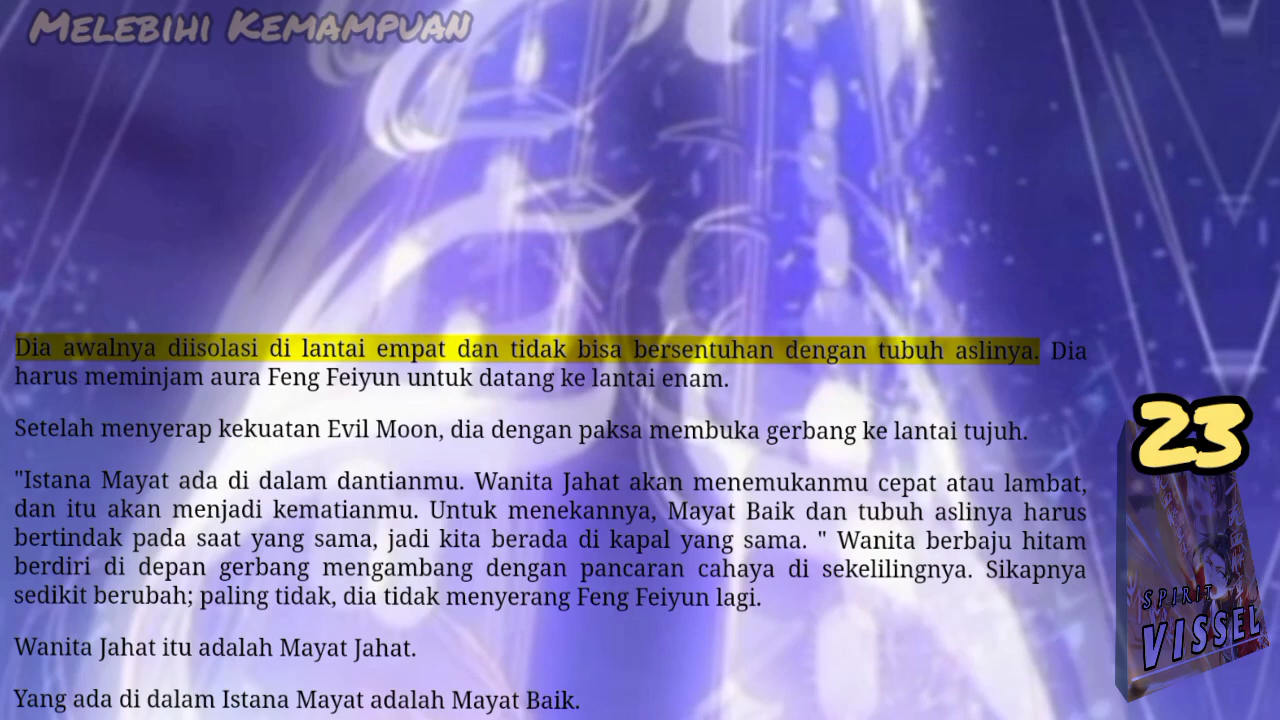 Melebihi Kemampuan
Dia awalnya diisolasi di lantai empat dan tidak bisa bersentuhan dengan tubuh aslinya. Dia
harus meminjam aura Feng Feiyun untuk datang ke lantai enam.
Setelah menyerap kekuatan Evil Moon, dia dengan paksa membuka gerbang ke lantai tujuh.
"Istana Mayat ada di dalam dantianmu. Wanita Jahat akan menemukanmu cepat atau lambat,
dan itu akan menjadi kematianmu. Untuk menekannya, Mayat Baik dan tubuh aslinya harus
bertindak pada saat yang sama, jadi kita berada di kapal yang sama. " Wanita berbaju hitam
berdiri di depan gerbang mengambang dengan pancaran cahaya di sekelilingnya. Sikapnya
sedikit berubah; paling tidak, dia tidak menyerang Feng Feiyun lagi.
Wanita Jahat itu adalah Mayat Jahat.
Yang ada di dalam Istana Mayat adalah Mayat Baik.
23
SPIRIT
VISSEL